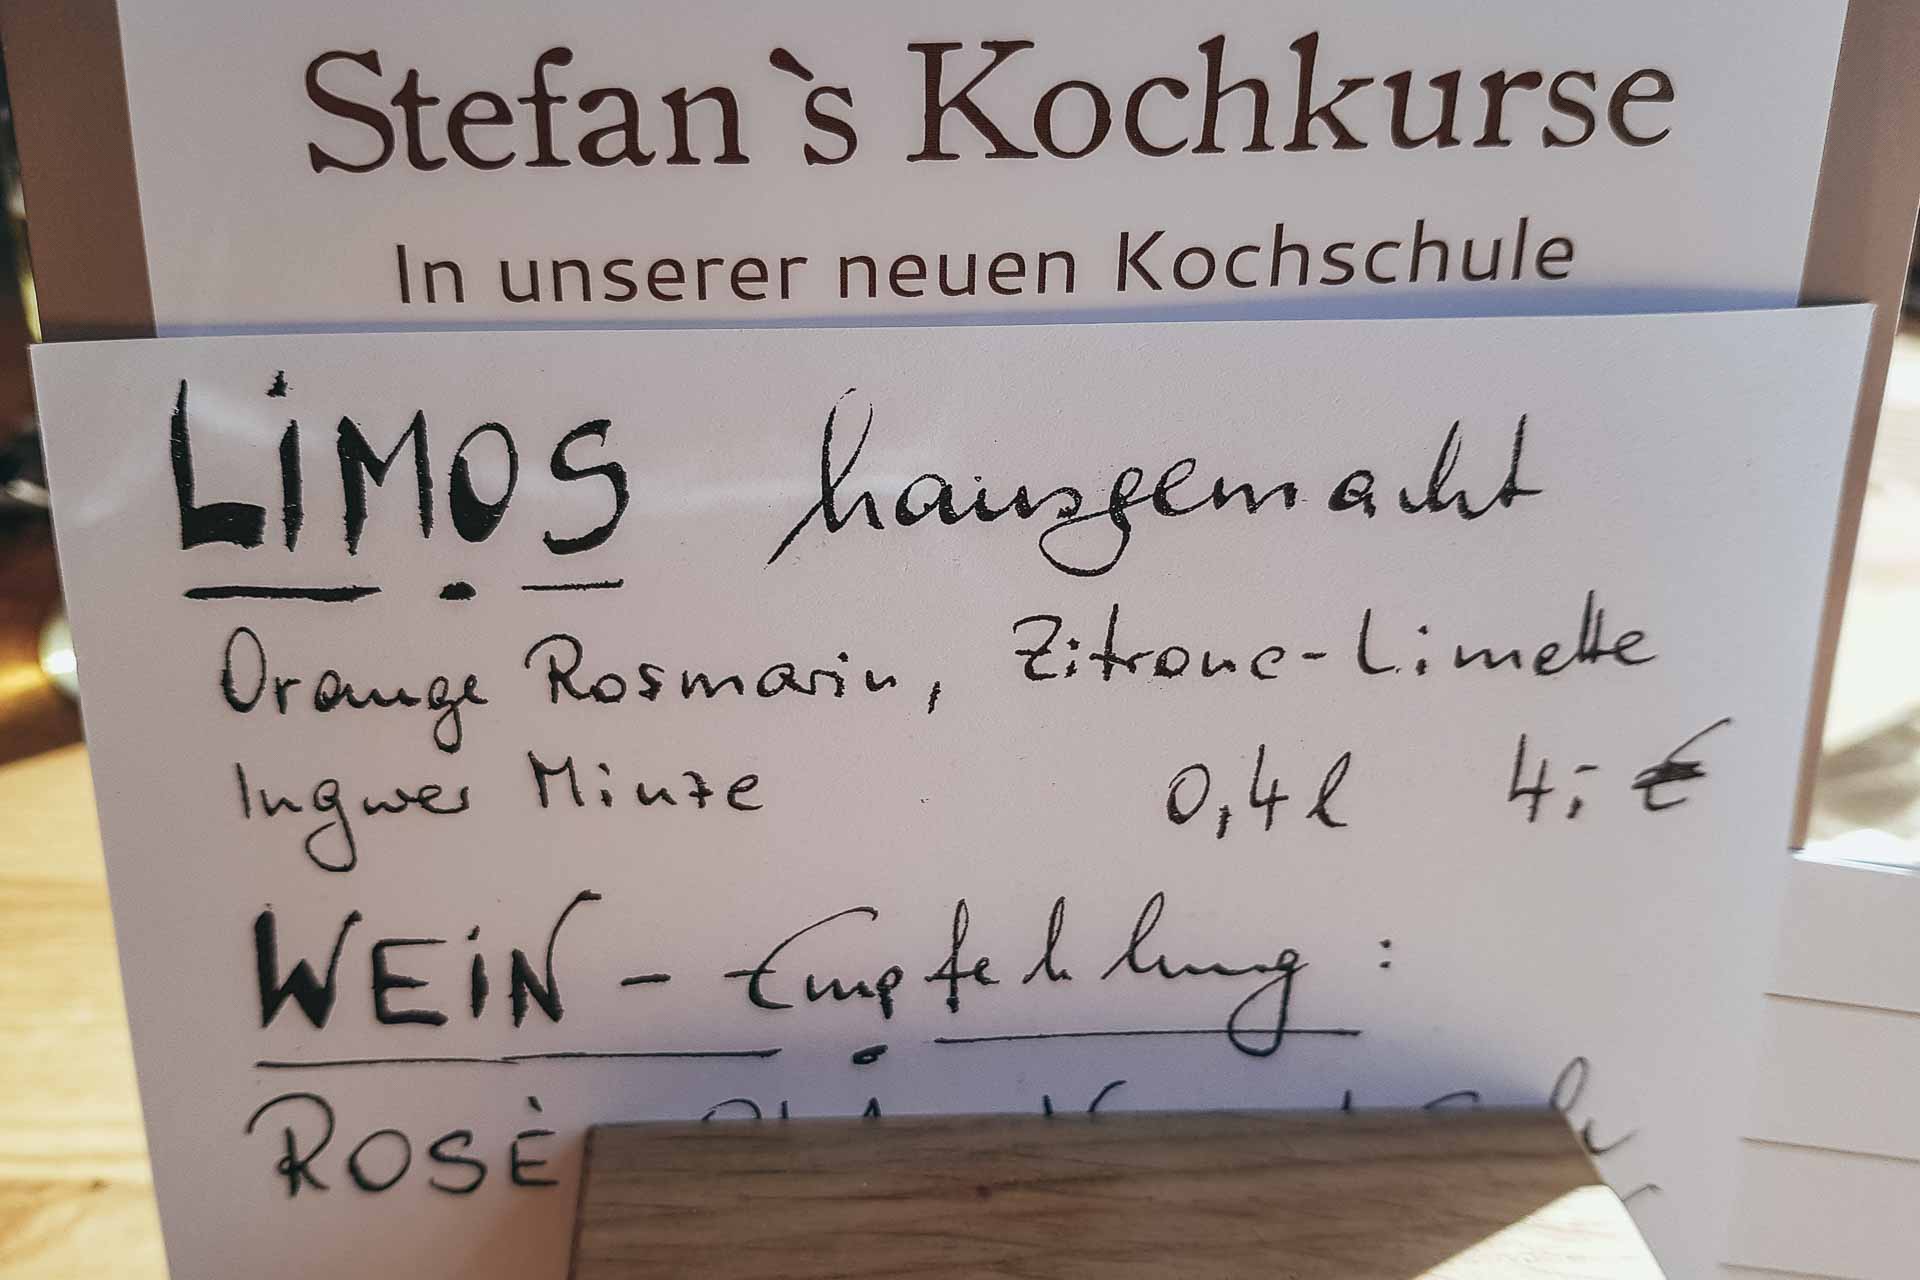 Stefan`s Kochkurse
In unserer neuen Kochschule
LiMOS hausgemacht
Orange Rosmarin, Zitrone-Limette
Ingwer Minze 0,4 l 4,- €
WEiN - Empfehlung:
ROSÈ